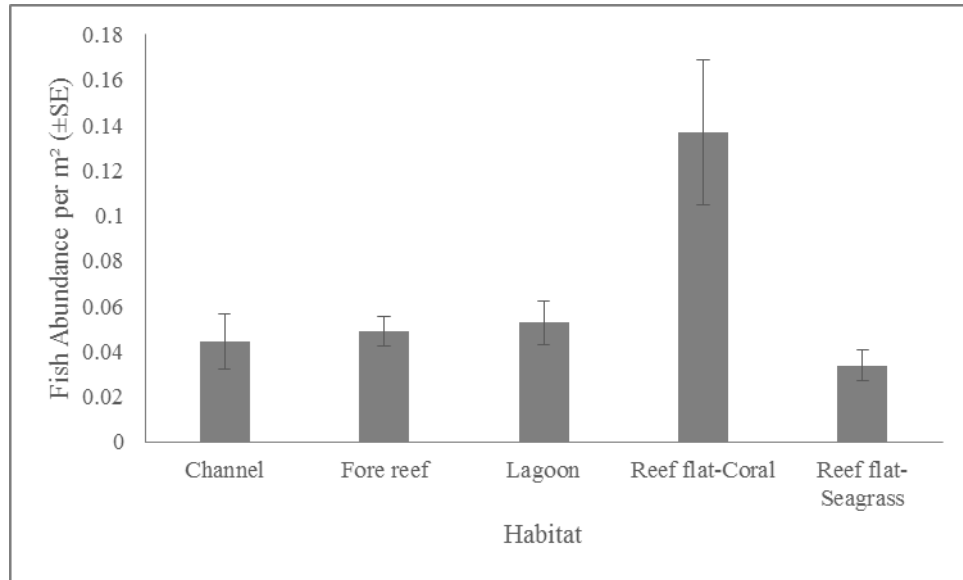 Fish Abundance per m² (±SE)
0.18
0.16
0.14
0.12
0.1
0.08
0.06
0.04
0.02
0
Channel
Fore reef
Lagoon
Reef flat-Coral
Reef flat-
Seagrass
Habitat